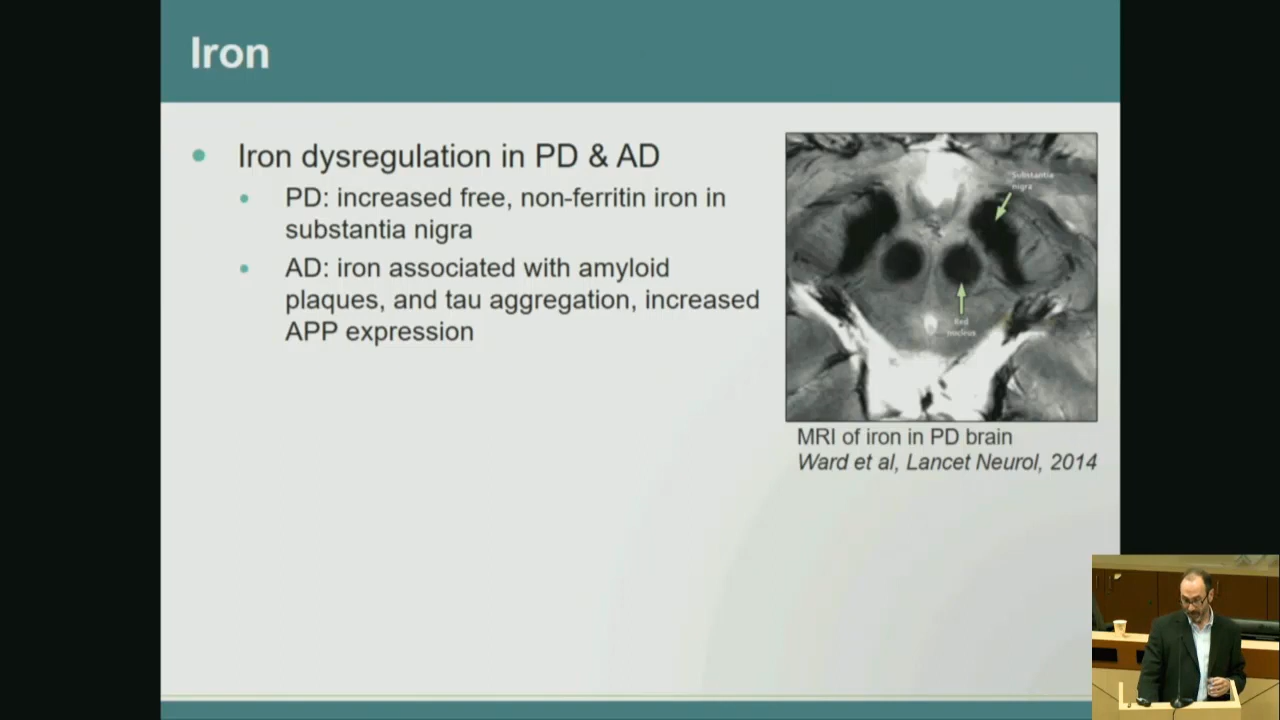 Iron
Iron dysregulation in PD & AD
PD: increased free, non-ferritin iron in
substantia nigra
AD: iron associated with amyloid
plaques, and tau aggregation, increased
APP expression
Substantia
nigra
Red
nucleus
MRI of iron in PD brain
Ward et al, Lancet Neurol, 2014